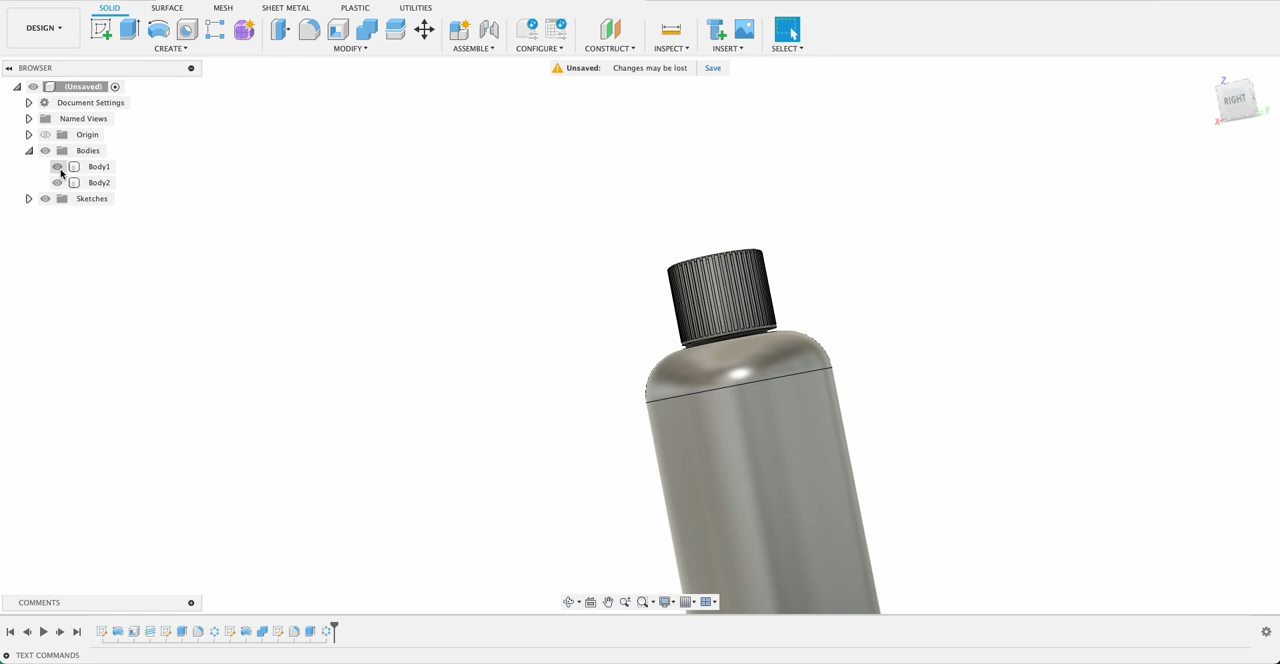 DESIGN
SOLID
SURFACE
MESH
SHEET METAL
PLASTIC
UTILITIES
CREATE
MODIFY
ASSEMBLE
CONFIGURE
CONSTRUCT
INSPECT
INSERT
SELECT
BROWSER
Unsaved: Changes may be lost Save
(Unsaved)
Document Settings
Named Views
Origin
Bodies
Body1
Body2
Sketches
Z
RIGHT
X
Y
COMMENTS
TEXT COMMANDS